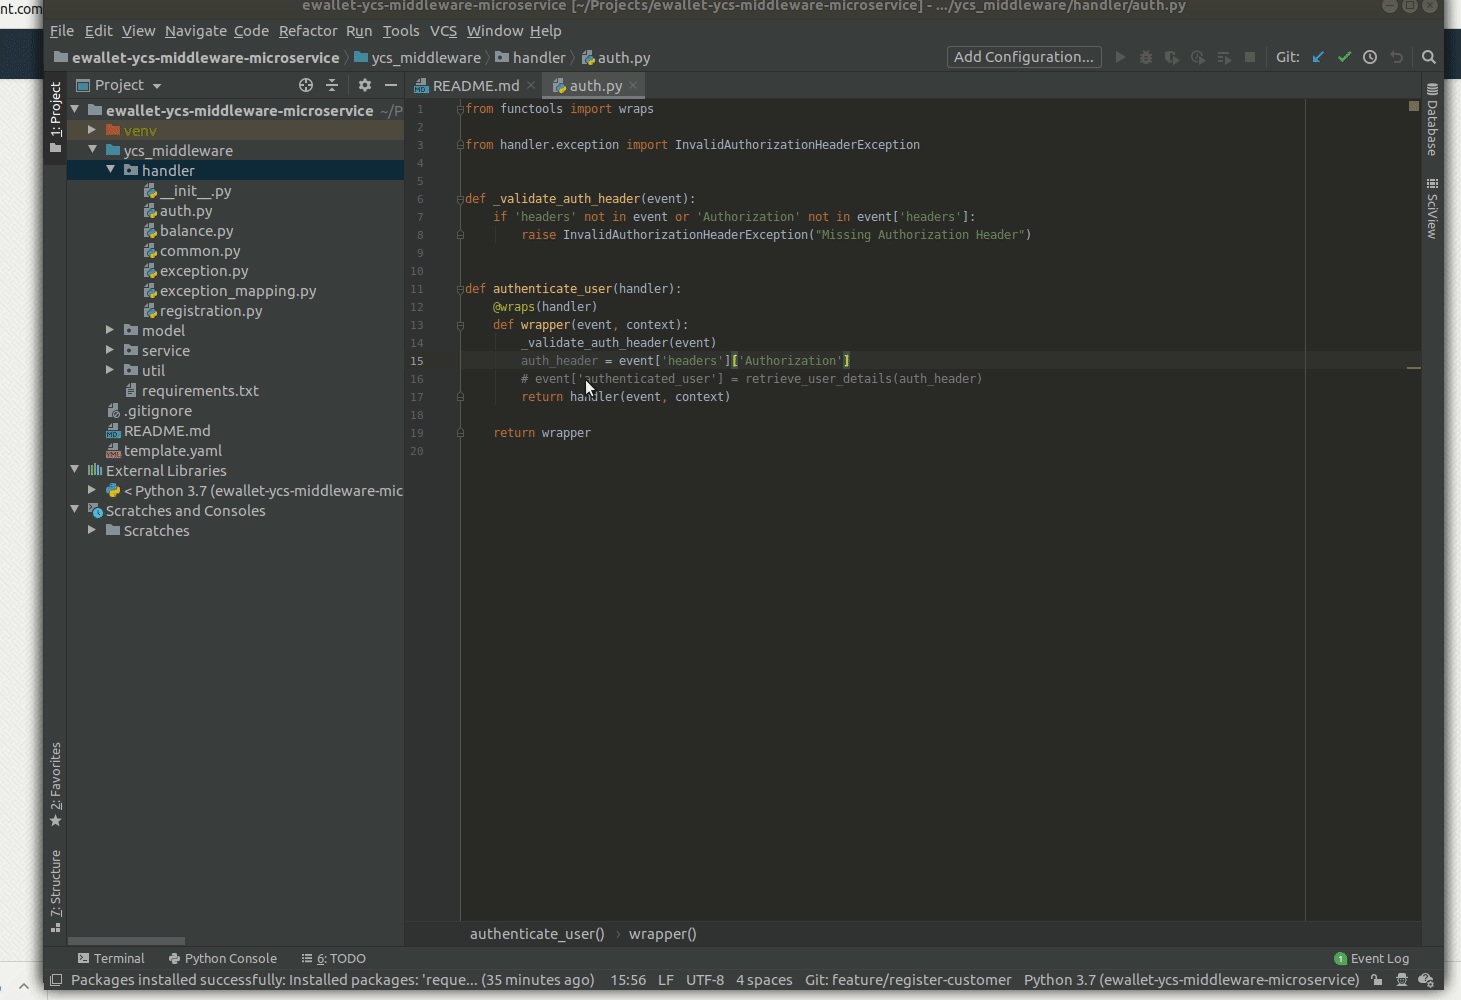 nt.com
ewallet-ycs-middleware-microservice [~/Projects/ewallet-ycs-middleware-microservice] - .../ycs_middleware/handler/auth.py
File Edit View Navigate Code Refactor Run Tools VCS Window Help
ewallet-ycs-middleware-microservice ycs_middleware handler auth.py Add Configuration... Git:
1: Project
Project
README.md auth.py
ewallet-ycs-middleware-microservice ~/P
venv
ycs_middleware
handler
__init__.py
auth.py
balance.py
common.py
exception.py
exception_mapping.py
registration.py
model
service
util
requirements.txt
.gitignore
README.md
template.yaml
External Libraries
< Python 3.7 (ewallet-ycs-middleware-mic
Scratches and Consoles
Scratches
1 from functools import wraps
2
3 from handler.exception import InvalidAuthorizationHeaderException
4
5
6 def _validate_auth_header(event):
7 if 'headers' not in event or 'Authorization' not in event['headers']:
8 raise InvalidAuthorizationHeaderException("Missing Authorization Header")
9
10
11 def authenticate_user(handler):
12 @wraps(handler)
13 def wrapper(event, context):
14 _validate_auth_header(event)
15 auth_header = event['headers']['Authorization']
16 # event['authenticated_user'] = retrieve_user_details(auth_header)
17 return handler(event, context)
18
19 return wrapper
20
Database
SciView
2: Favorites
7: Structure
authenticate_user() › wrapper()
Terminal Python Console 6: TODO 1 Event Log
Packages installed successfully: Installed packages: 'reque... (35 minutes ago) 15:56 LF UTF-8 4 spaces Git: feature/register-customer Python 3.7 (ewallet-ycs-middleware-microservice)